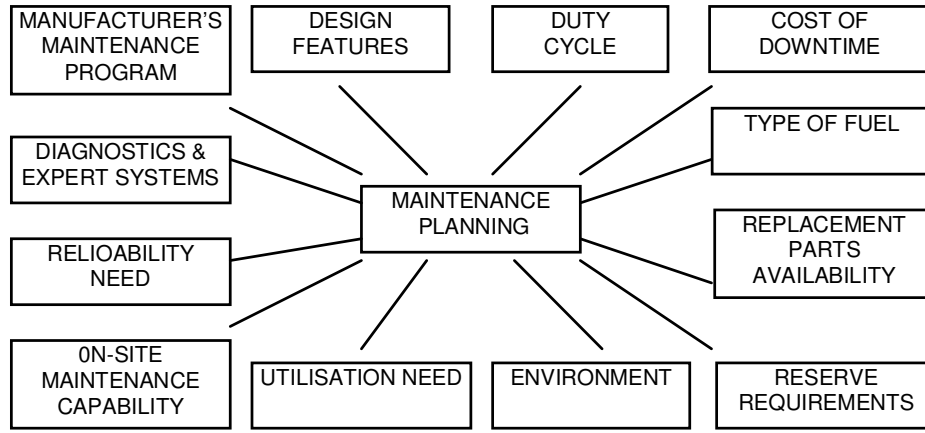 MANUFACTURER'S
MAINTENANCE
PROGRAM
DESIGN
FEATURES
DUTY
CYCLE
COST OF
DOWNTIME
DIAGNOSTICS &
EXPERT SYSTEMS
TYPE OF FUEL
MAINTENANCE
PLANNING
RELIOABILITY
NEED
REPLACEMENT
PARTS
AVAILABILITY
0N-SITE
MAINTENANCE
CAPABILITY
UTILISATION NEED
ENVIRONMENT
RESERVE
REQUIREMENTS